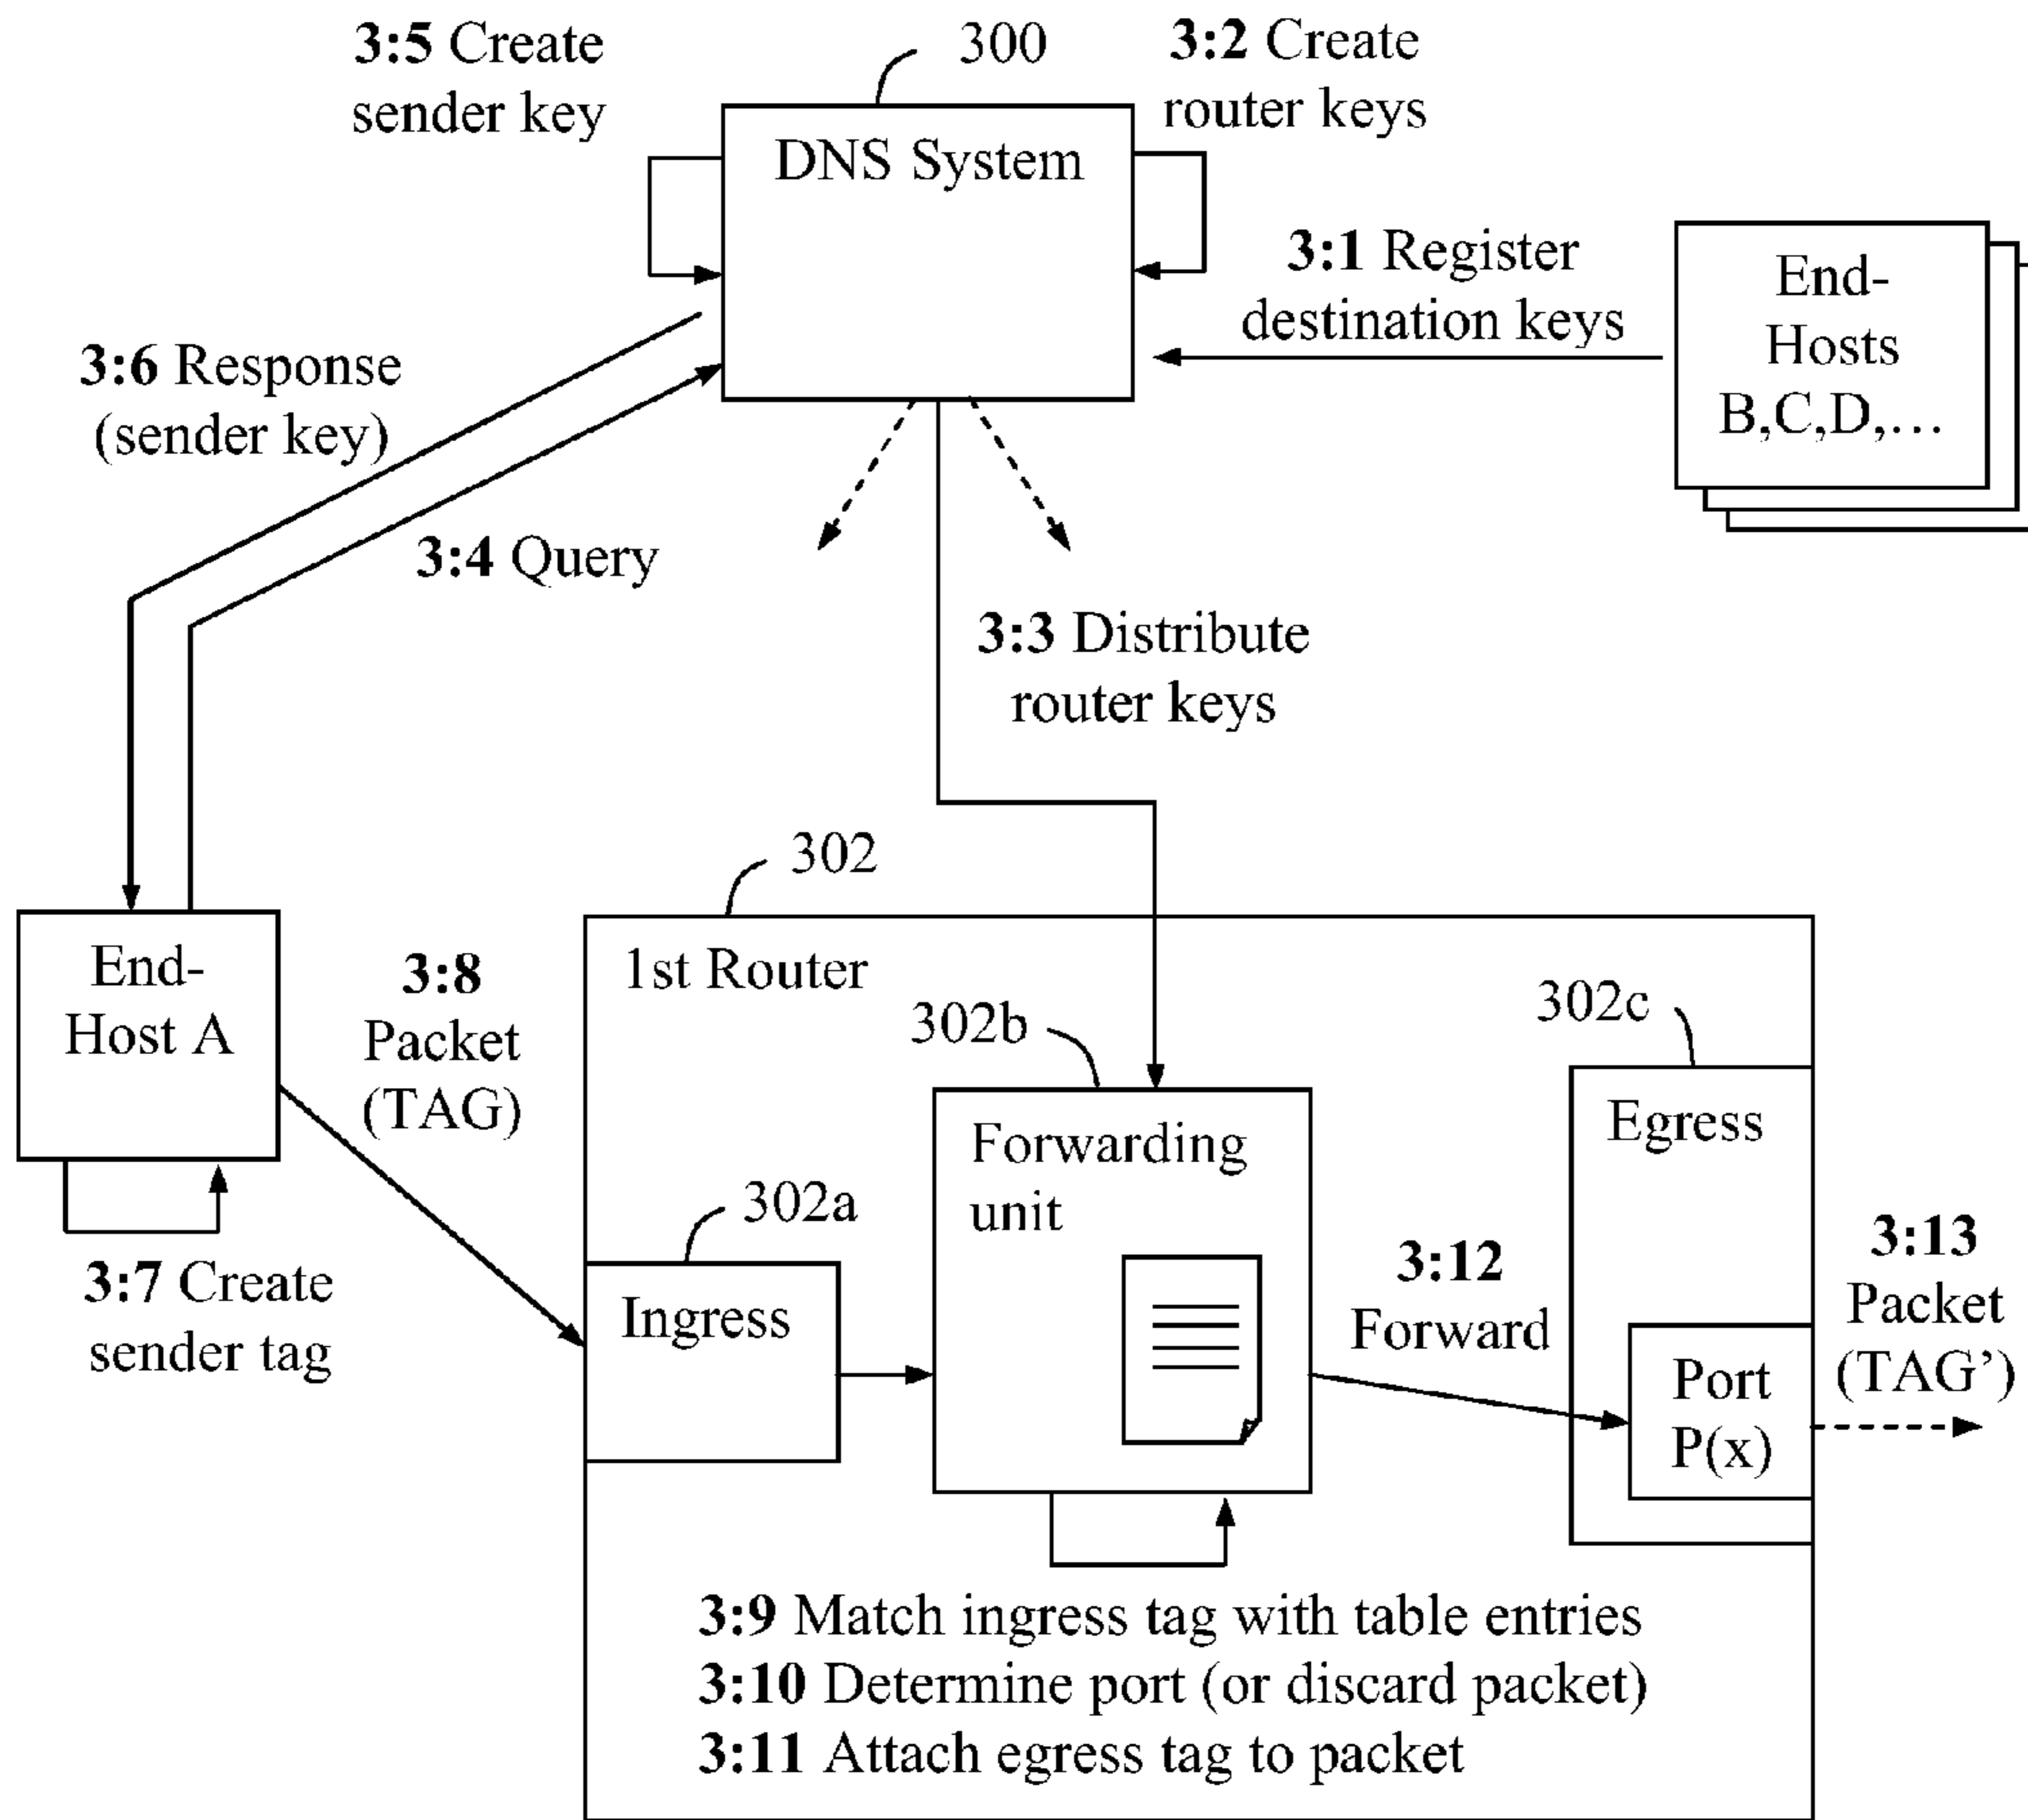 3:5 Create
sender key
300
3:2 Create
router keys
DNS System
3:1 Register
destination keys
End-
Hosts
B,C,D,...
3:6 Response
(sender key)
3:4 Query
3:3 Distribute
router keys
302
End-
Host A
3:8
Packet
(TAG)
1st Router
302b
302c
Forwarding
unit
Egress
302a
3:7 Create
sender tag
Ingress
3:12
Forward
Port
P(x)
3:13
Packet
(TAG’)
3:9 Match ingress tag with table entries
3:10 Determine port (or discard packet)
3:11 Attach egress tag to packet